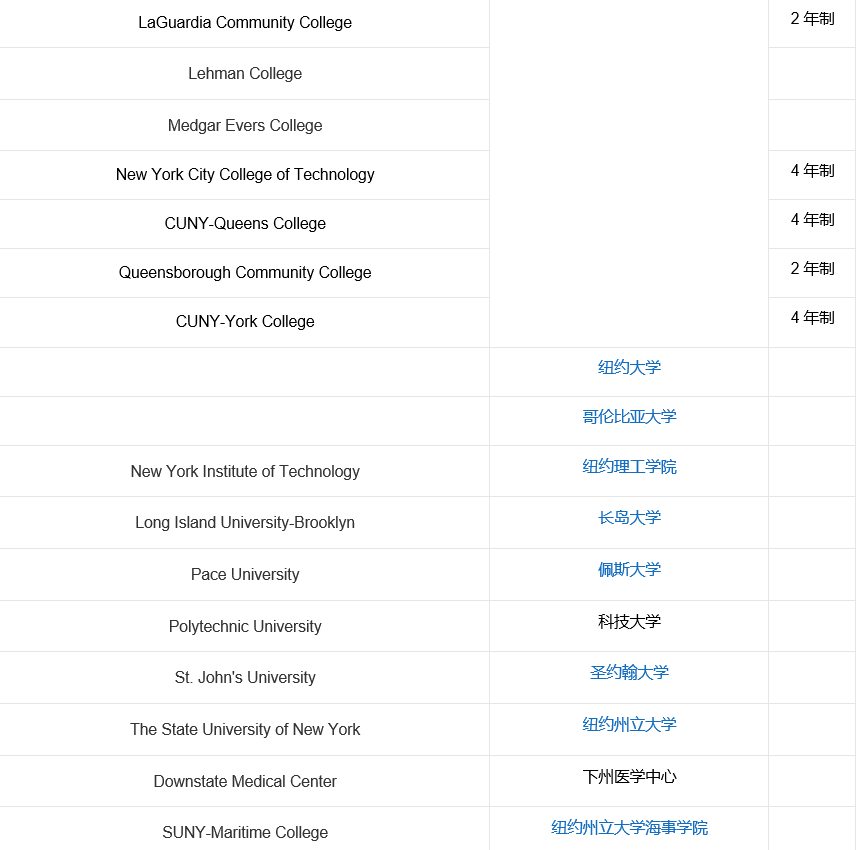 LaGuardia Community College 2 年制
Lehman College
Medgar Evers College
New York City College of Technology 4 年制
CUNY-Queens College 4 年制
Queensborough Community College 2 年制
CUNY-York College 4 年制
纽约大学
哥伦比亚大学
New York Institute of Technology 纽约理工学院
Long Island University-Brooklyn 长岛大学
Pace University 佩斯大学
Polytechnic University 科技大学
St. John's University 圣约翰大学
The State University of New York 纽约州立大学
Downstate Medical Center 下州医学中心
SUNY-Maritime College 纽约州立大学海事学院